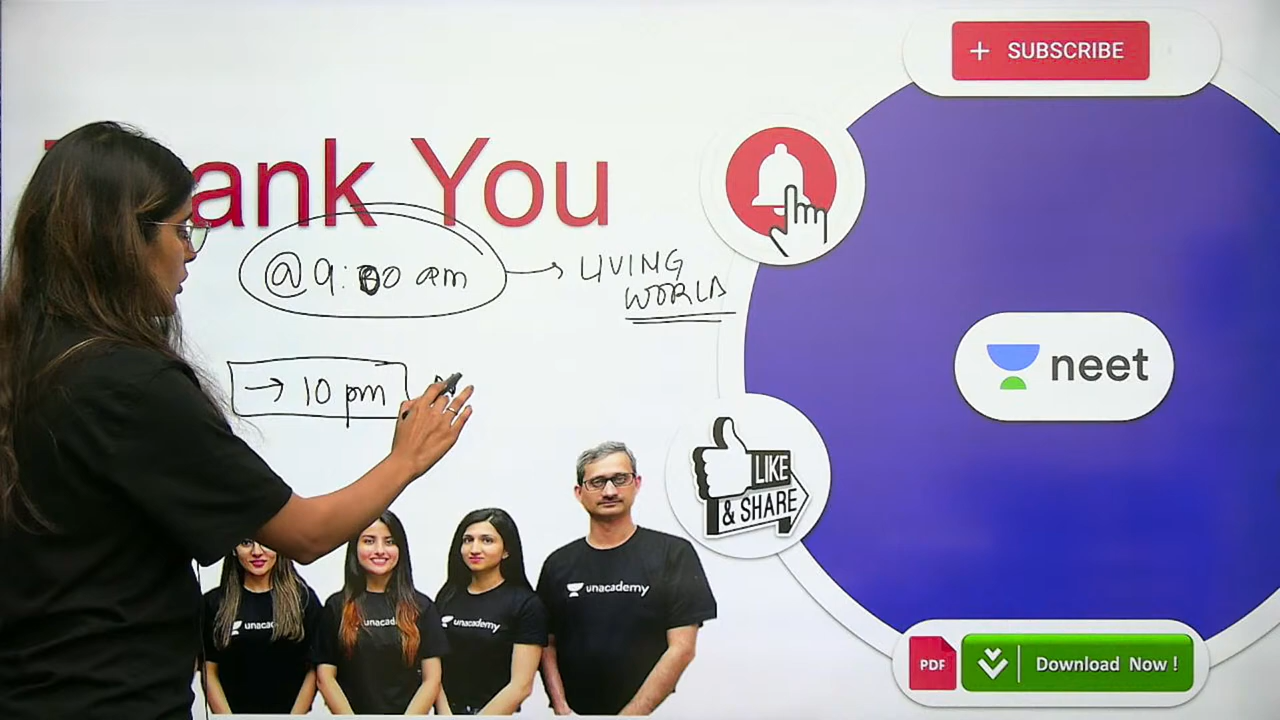 + SUBSCRIBE
ank You
@ 9:00 am → LIVING
WORLD
→ 10 pm
neet
LIKE
& SHARE
unacademy
unacademy
unacademy
PDF
Download Now !